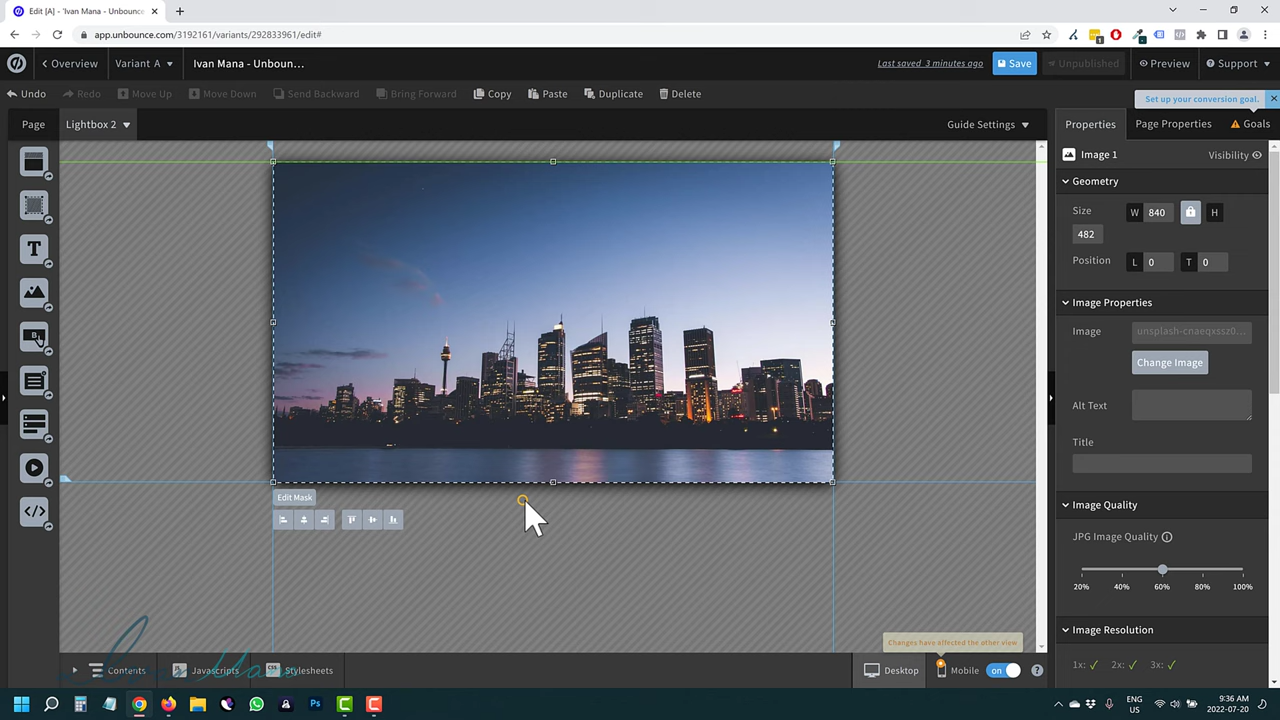 Edit [A] - 'Ivan Mana - Unbounc
app.unbounce.com/3192161/variants/292833961/edit#
Overview
Variant A
Ivan Mana - Unboun...
Last saved 3 minutes ago
Save
Unpublished
Preview
Support
Undo
Redo
Move Up
Move Down
Send Backward
Bring Forward
Copy
Paste
Duplicate
Delete
Set up your conversion goal.
Page
Lightbox 2
Guide Settings
Properties
Page Properties
Goals
Image 1
Visibility
Geometry
Size
W 840
H
482
Position
L 0
T 0
Image Properties
Image
unsplash-cnaeqxssz0...
Change Image
Alt Text
Title
Edit Mask
Image Quality
JPG Image Quality
20% 40% 60% 80% 100%
Image Resolution
1x: 2x: 3x:
Changes have affected the other view
Contents
Javascripts
Stylesheets
Desktop
Mobile
on
ENG
US
9:36 AM
2022-07-20